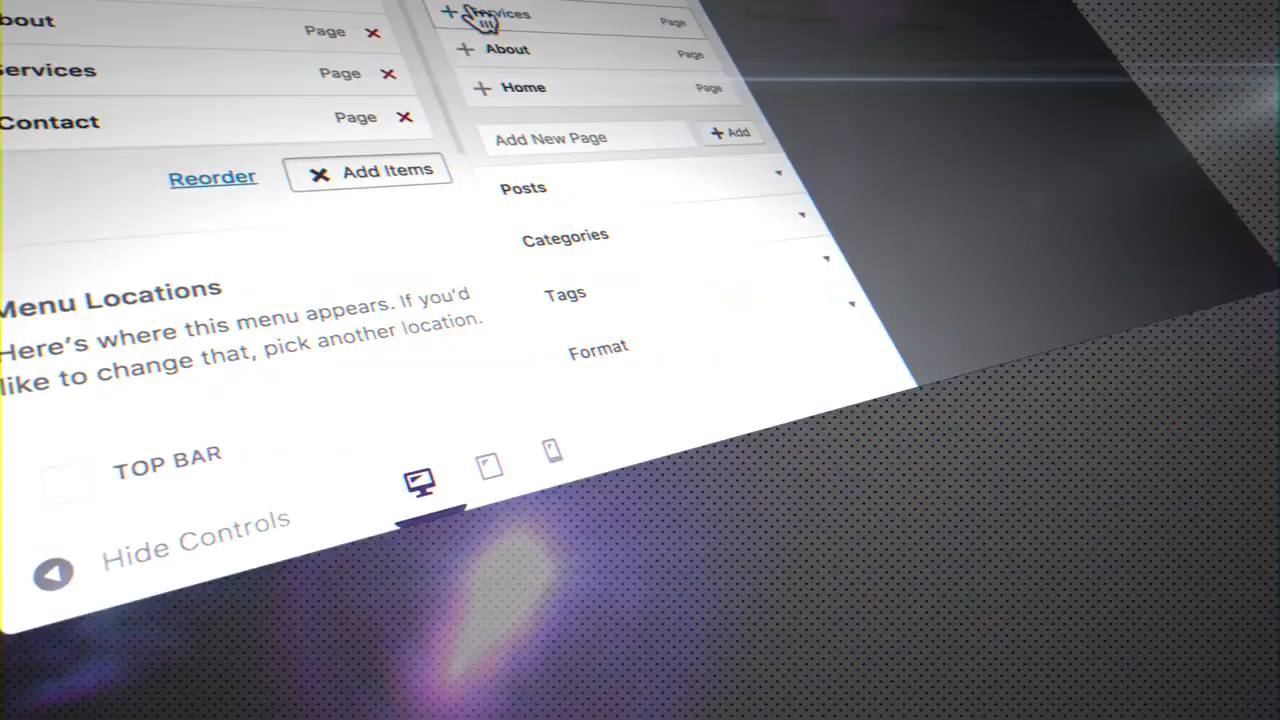 bout
Page
ervices
Page
Contact
Page
Reorder
Add Items
Menu Locations
Here's where this menu appears. If you'd
like to change that, pick another location.
TOP BAR
Hide Controls
Services
Page
About
Page
Home
Page
Add New Page
Add
Posts
Categories
Tags
Format